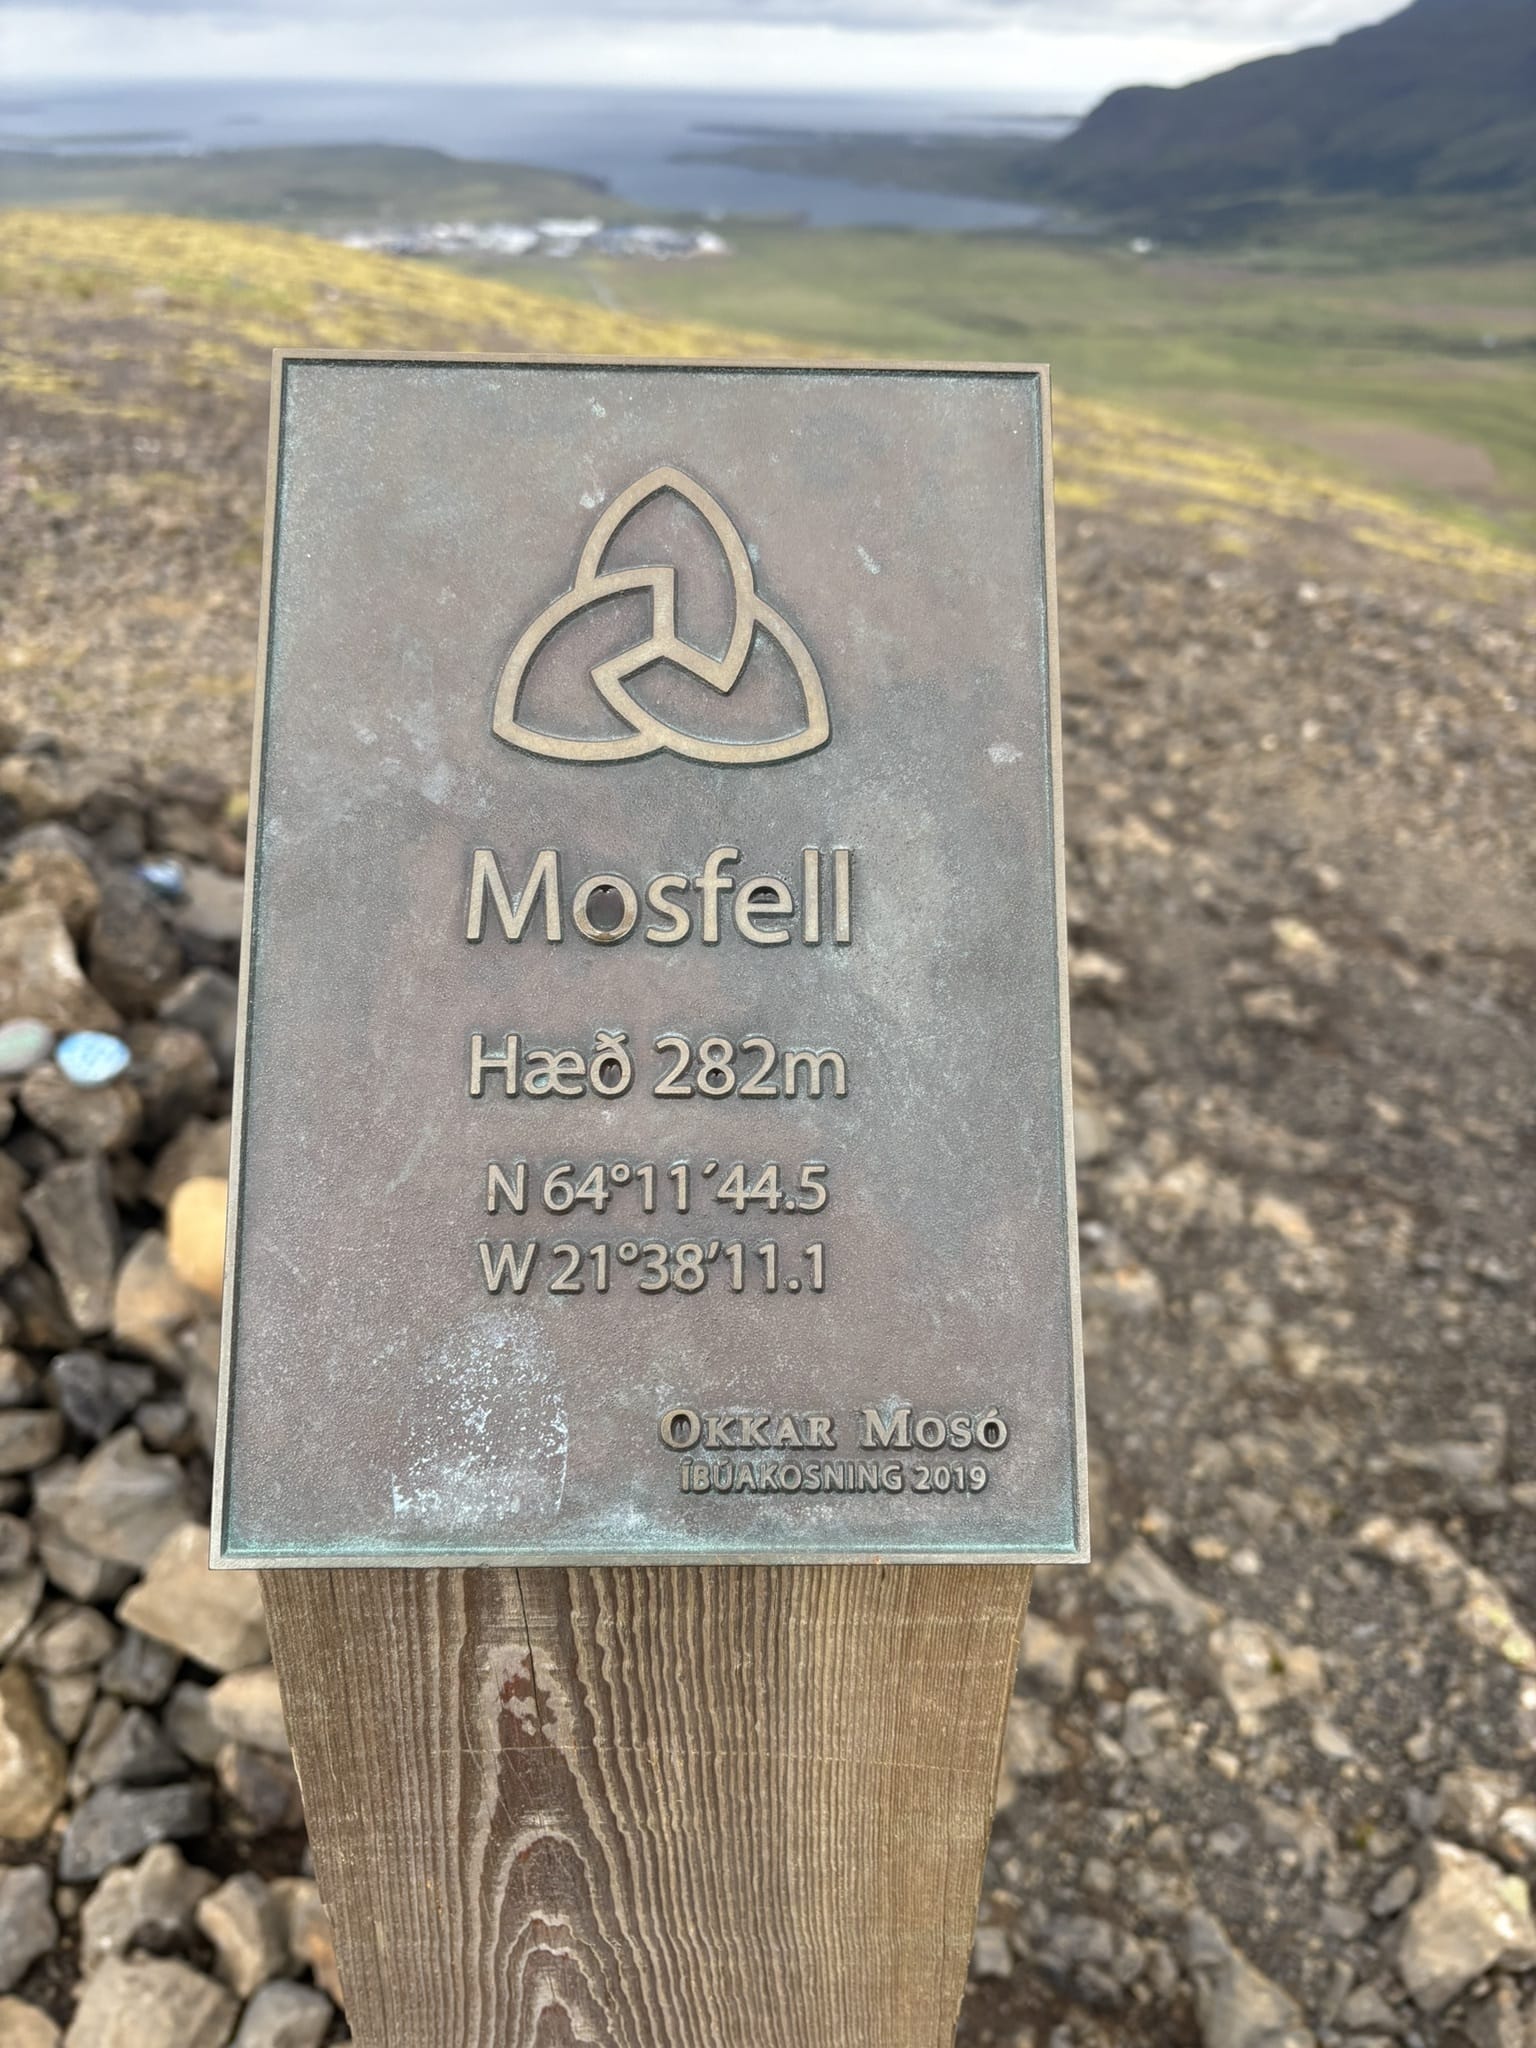 Mosfell
Hæð 282m
N 64°11´44.5
W 21°38′11.1
OKKAR MOSÓ
ÍBÚAKOSNING 2019